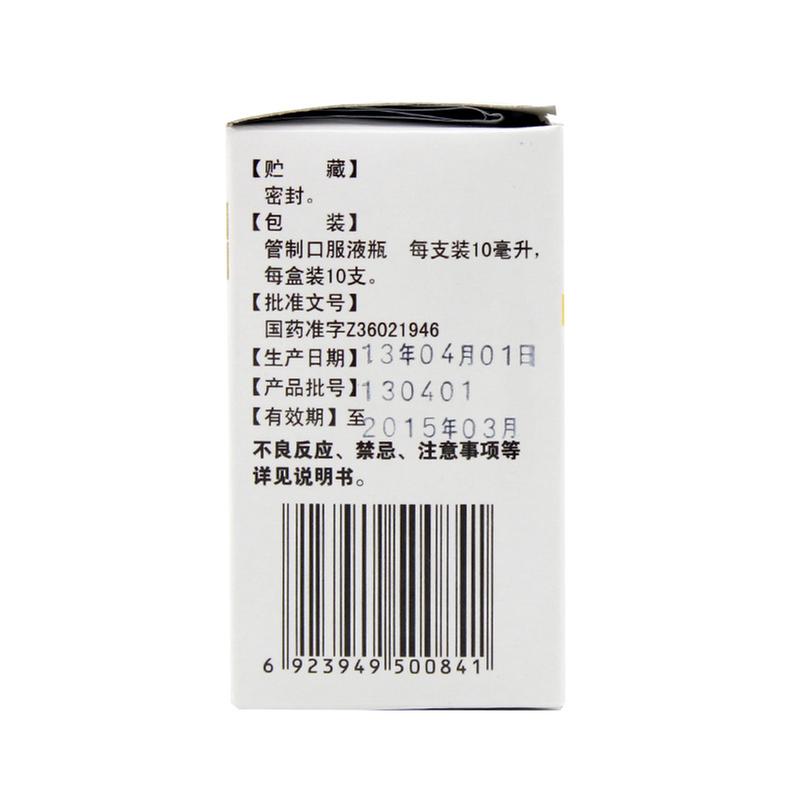 【贮　　藏】
密封。
【包　　装】
管制口服液瓶　每支装10毫升，
每盒装10支。
【批准文号】
国药准字Z36021946
【生产日期】13年04月01日
【产品批号】130401
【有效期】至2015年03月
不良反应、禁忌、注意事项等
详见说明书。
6 923949 500841